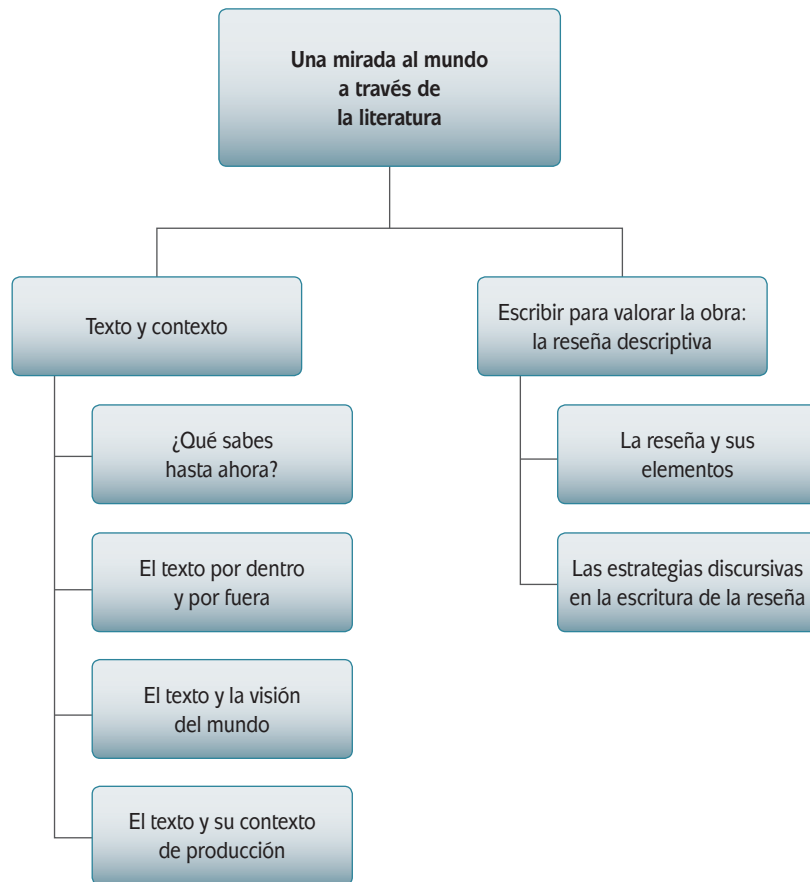 Una mirada al mundo
a través de
la literatura
Texto y contexto
¿Qué sabes
hasta ahora?
El texto por dentro
y por fuera
El texto y la visión
del mundo
El texto y su contexto
de producción
Escribir para valorar la obra:
la reseña descriptiva
La reseña y sus
elementos
Las estrategias discursivas
en la escritura de la reseña